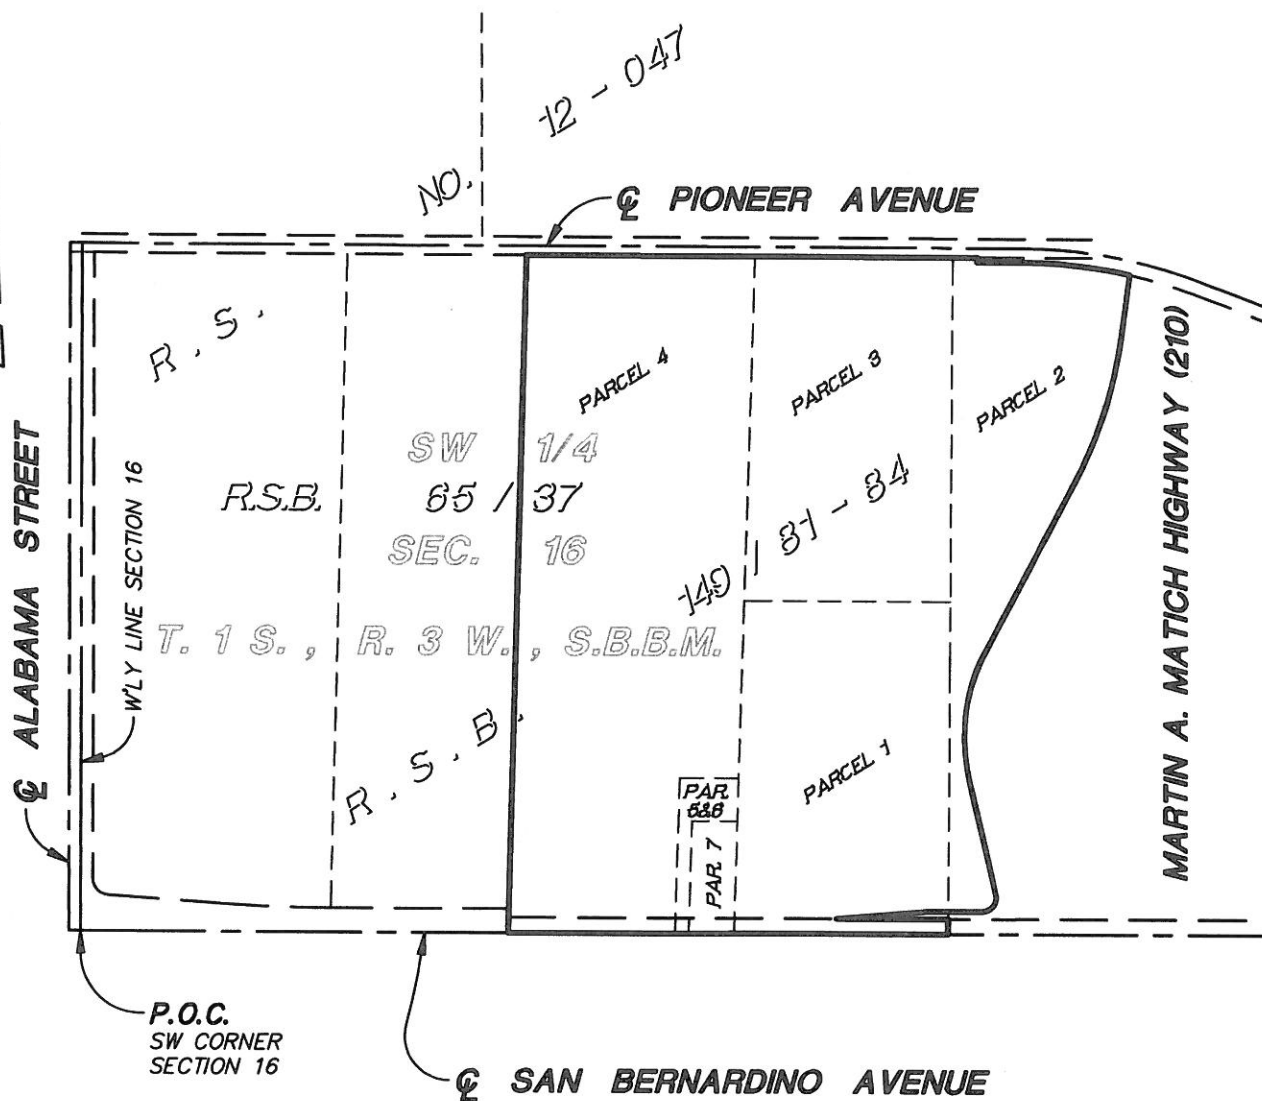 12 - 047
NO.
℄ PIONEER AVENUE
R. S.
PARCEL 4
PARCEL 3
PARCEL 2
MARTIN A. MATICH HIGHWAY (210)
SW 1/4
R.S.B. 65 / 37
SEC. 16
149 / 81 - 84
T. 1 S. , R. 3 W. , S.B.B.M.
R. S. B.
℄ ALABAMA STREET
W'LY LINE SECTION 16
PARCEL 1
PAR.
5&6
PAR. 7
P.O.C.
SW CORNER
SECTION 16
℄ SAN BERNARDINO AVENUE